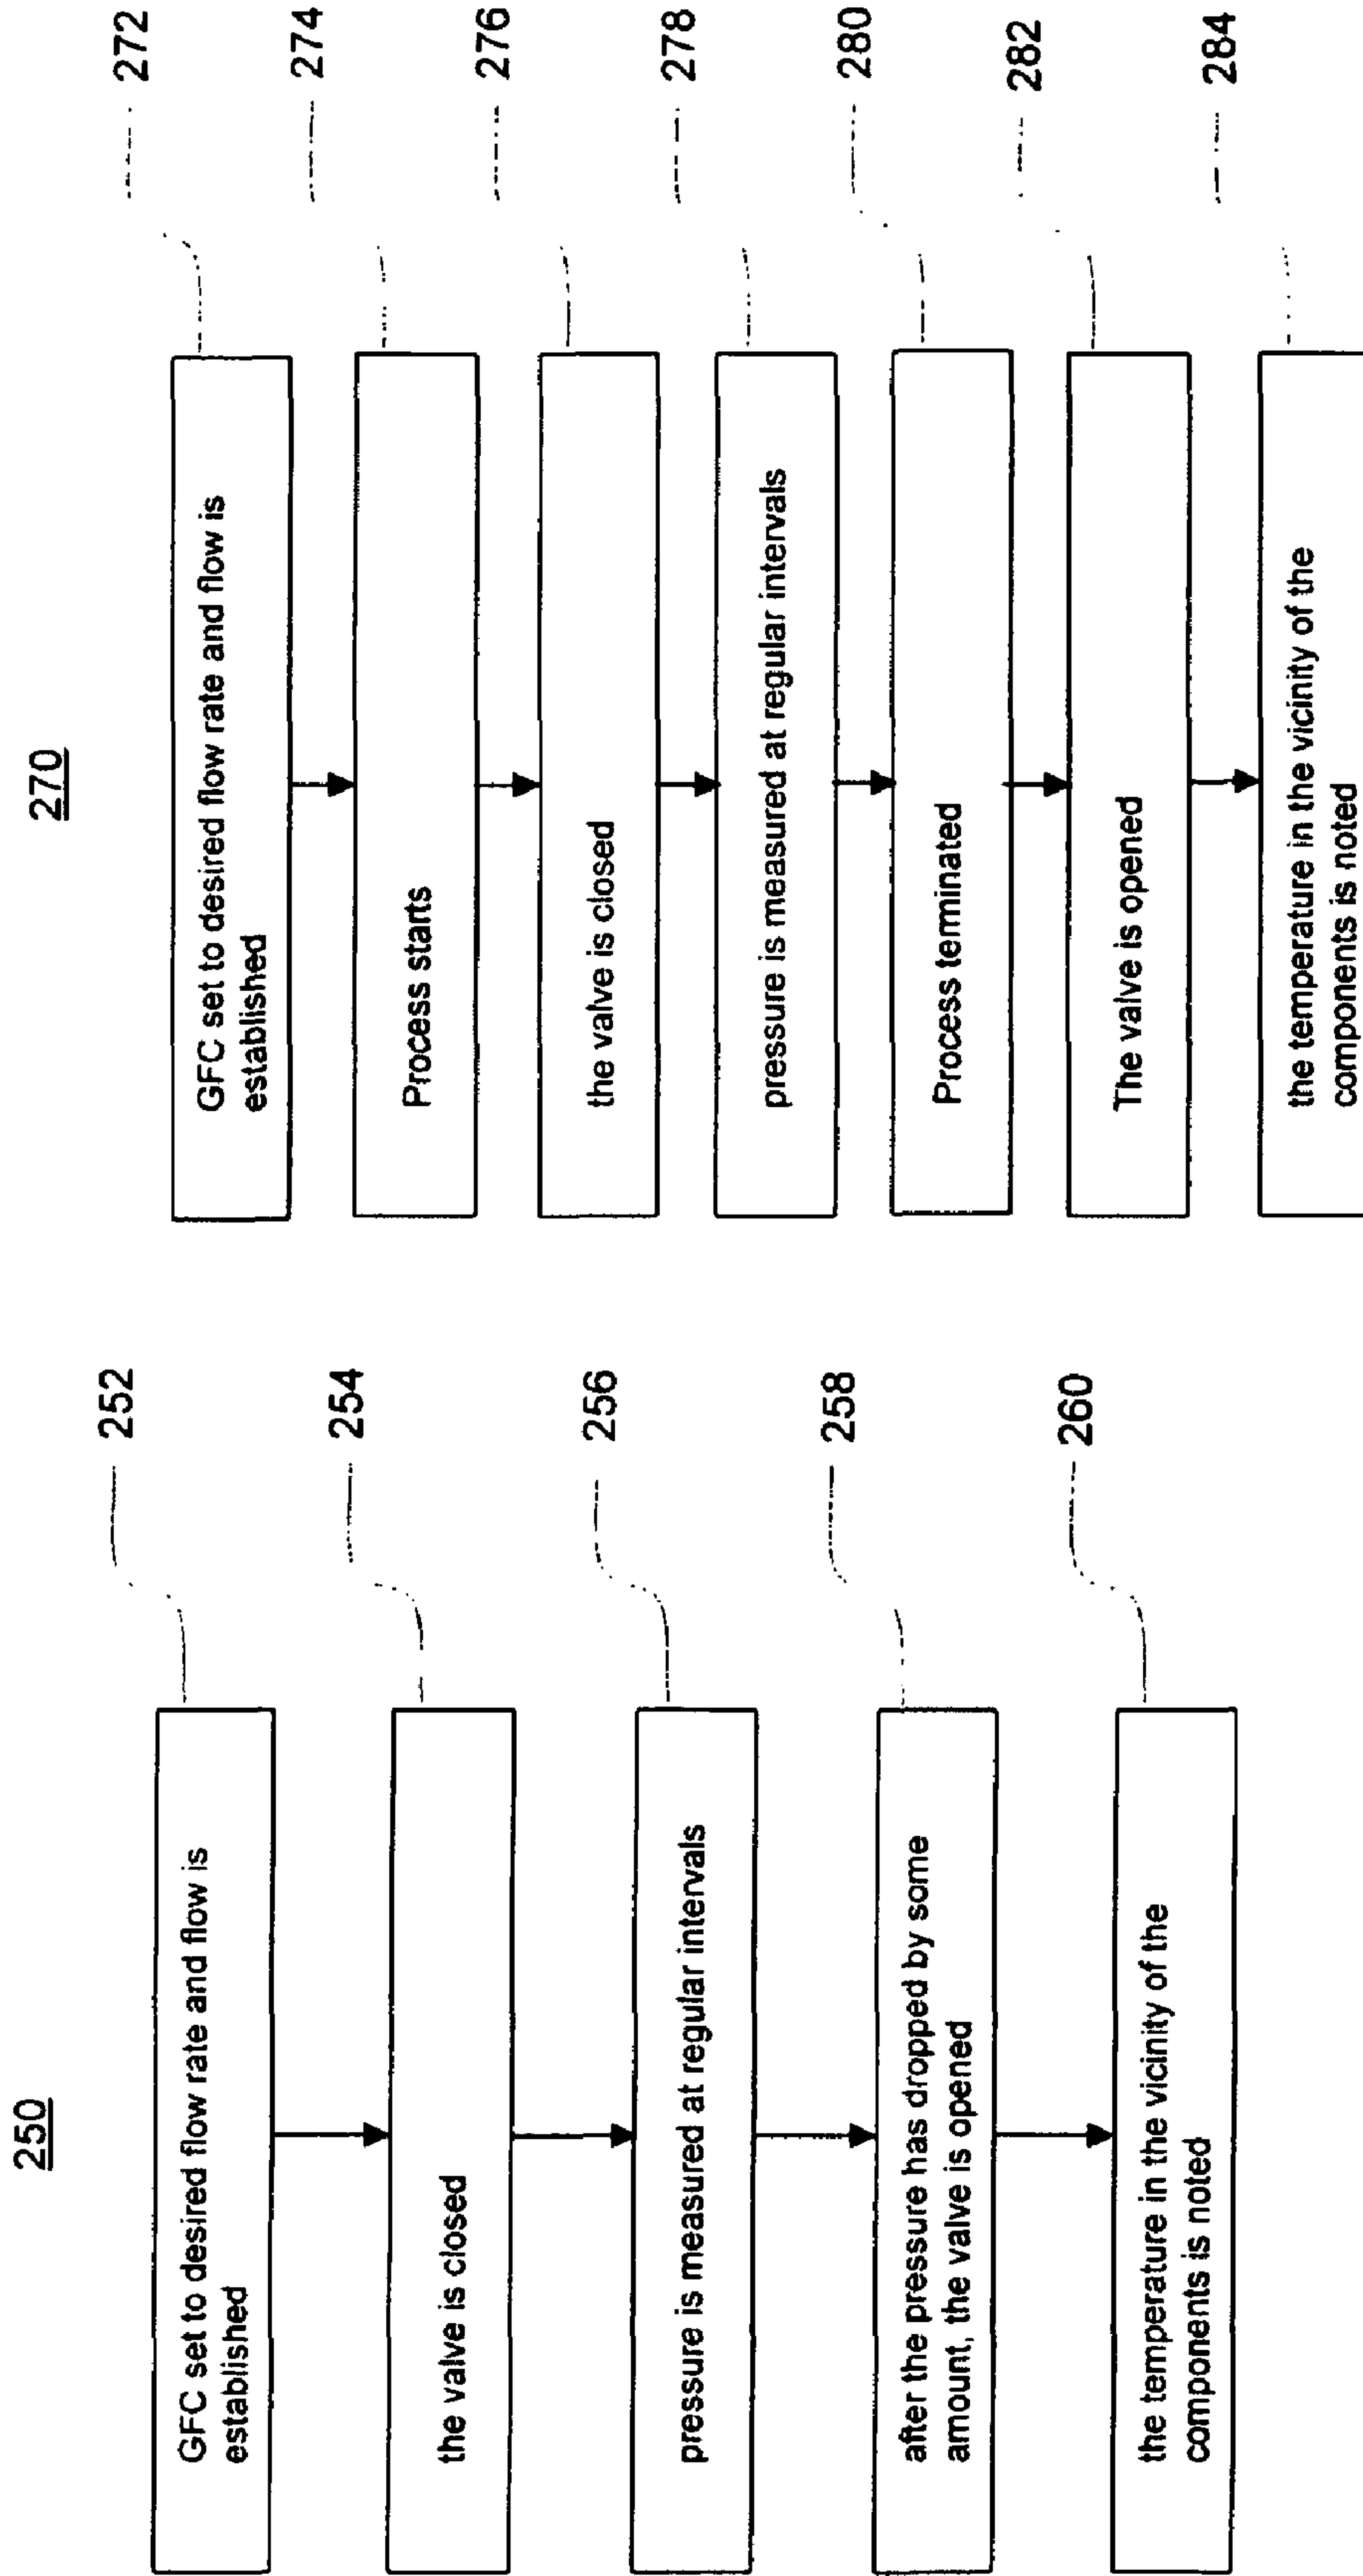 250
GFC set to desired flow rate and flow is
established
252
the valve is closed
254
pressure is measured at regular intervals
256
after the pressure has dropped by some
amount, the valve is opened
258
the temperature in the vicinity of the
components is noted
260
270
GFC set to desired flow rate and flow is
established
272
Process starts
274
the valve is closed
276
pressure is measured at regular intervals
278
Process terminated
280
The valve is opened
282
the temperature in the vicinity of the
components is noted
284